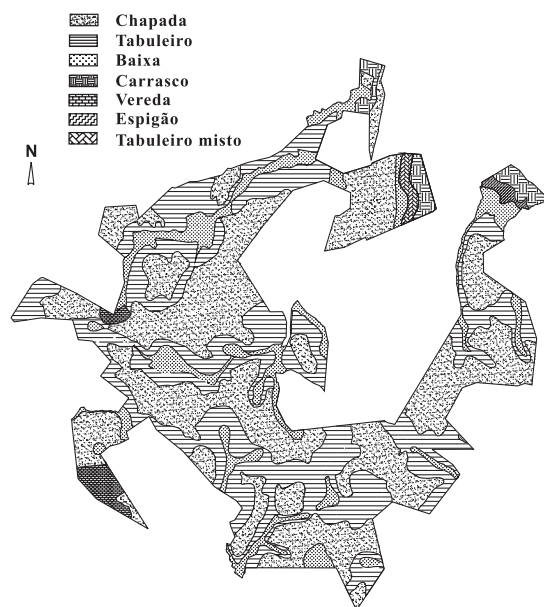 Chapada
Tabuleiro
Baixa
Carrasco
Vereda
Espigão
Tabuleiro misto
N